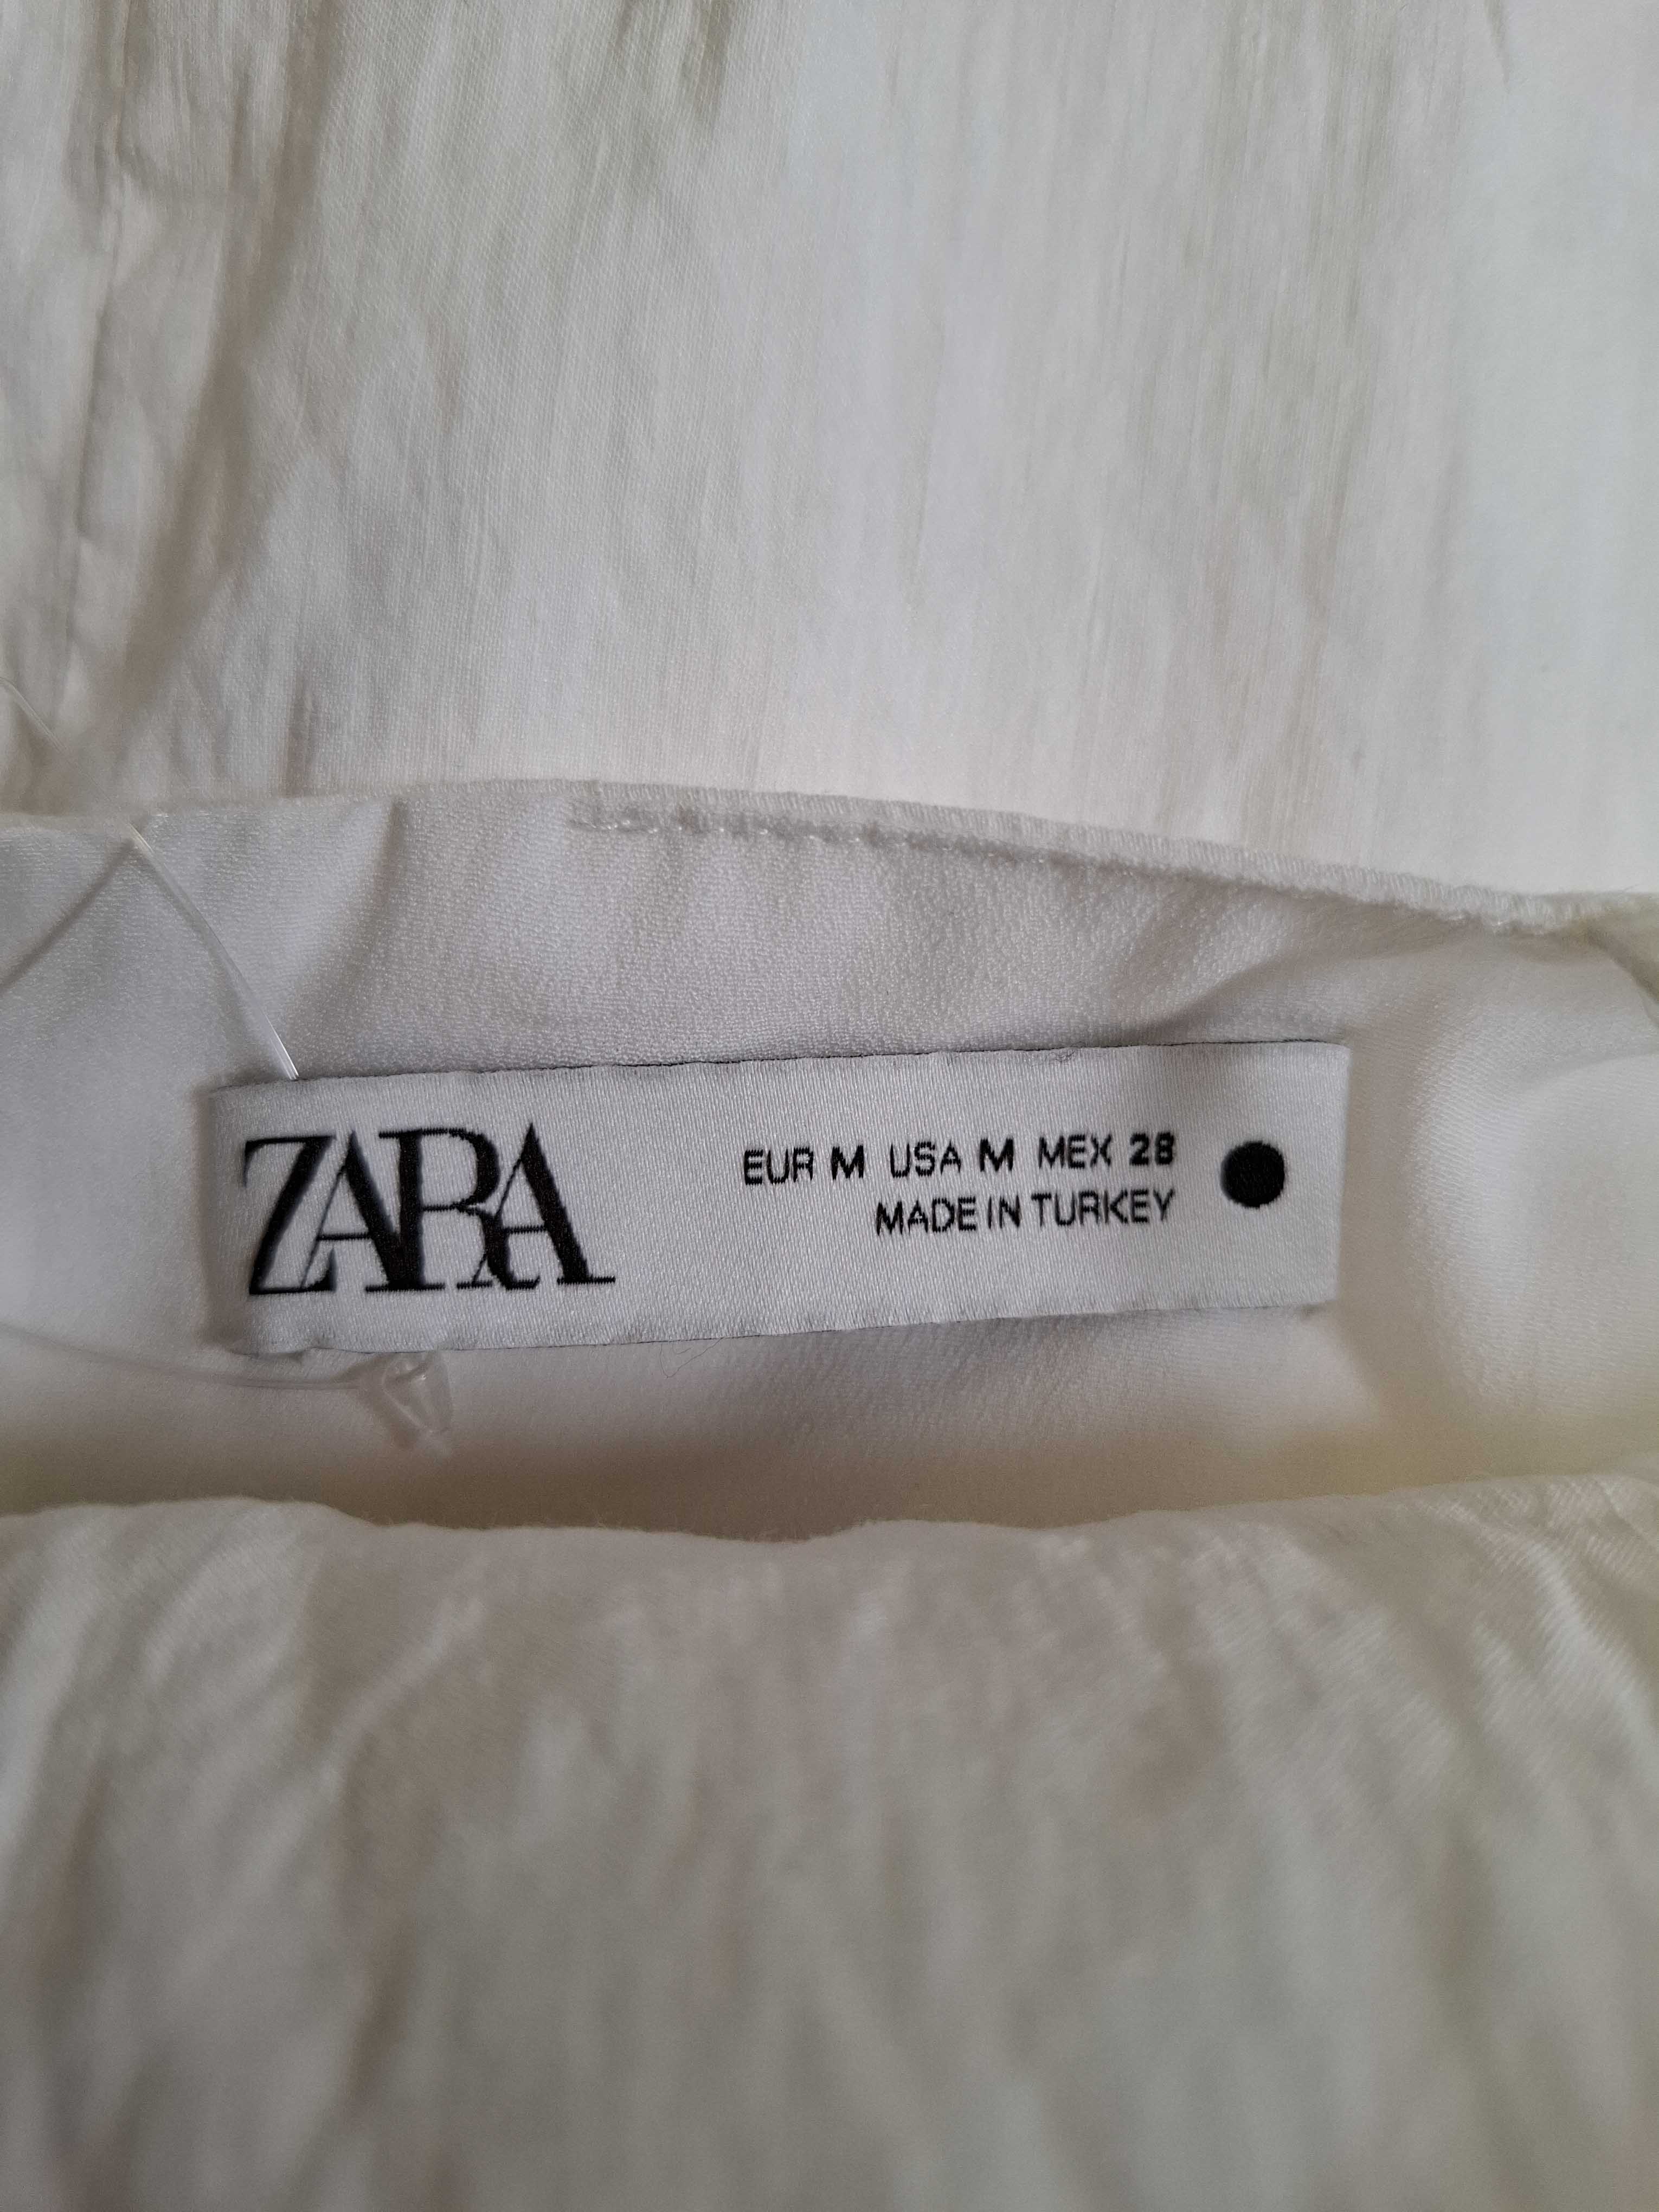 ZARA
EUR M USA M MEX 28
MADE IN TURKEY